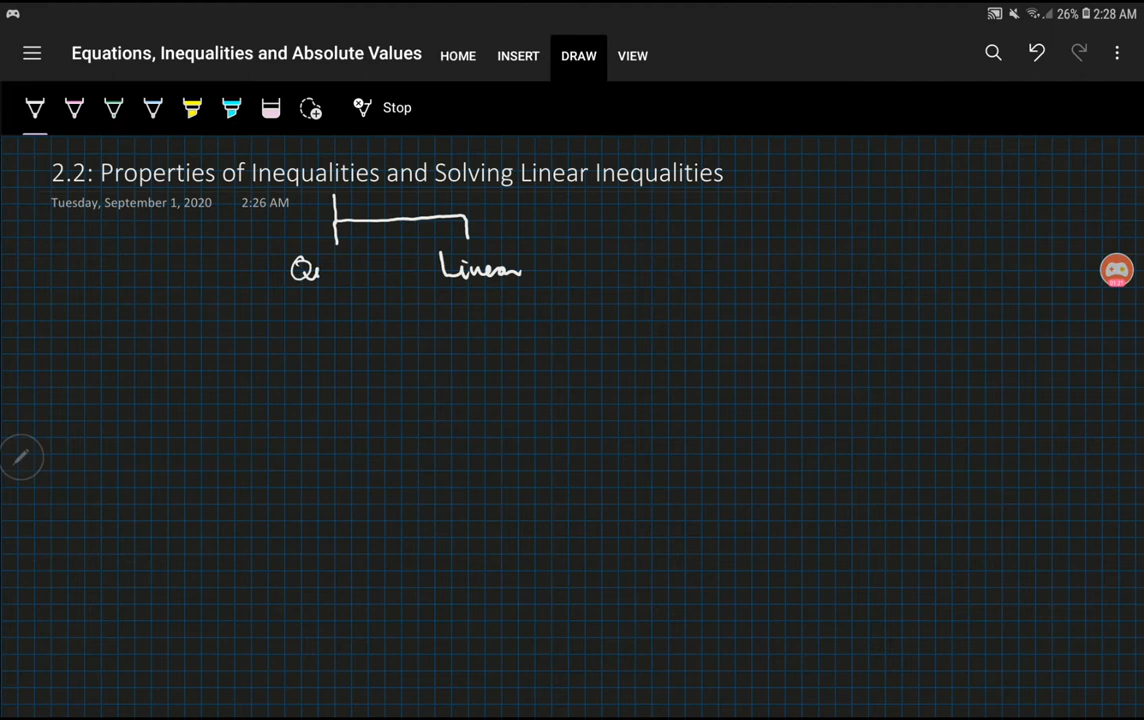 26% 2:28 AM
Equations, Inequalities and Absolute Values HOME INSERT DRAW VIEW
Stop
2.2: Properties of Inequalities and Solving Linear Inequalities
Tuesday, September 1, 2020 2:26 AM
Linear